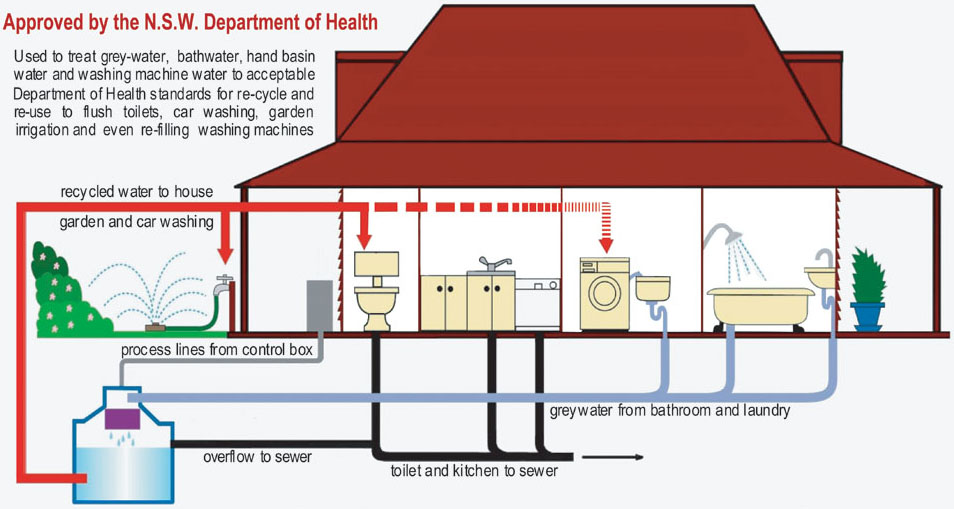 Approved by the N.S.W. Department of Health
Used to treat grey-water, bathwater, hand basin
water and washing machine water to acceptable
Department of Health standards for re-cycle and
re-use to flush toilets, car washing, garden
irrigation and even re-filling washing machines
recycled water to house
garden and car washing
process lines from control box
greywater from bathroom and laundry
overflow to sewer
toilet and kitchen to sewer